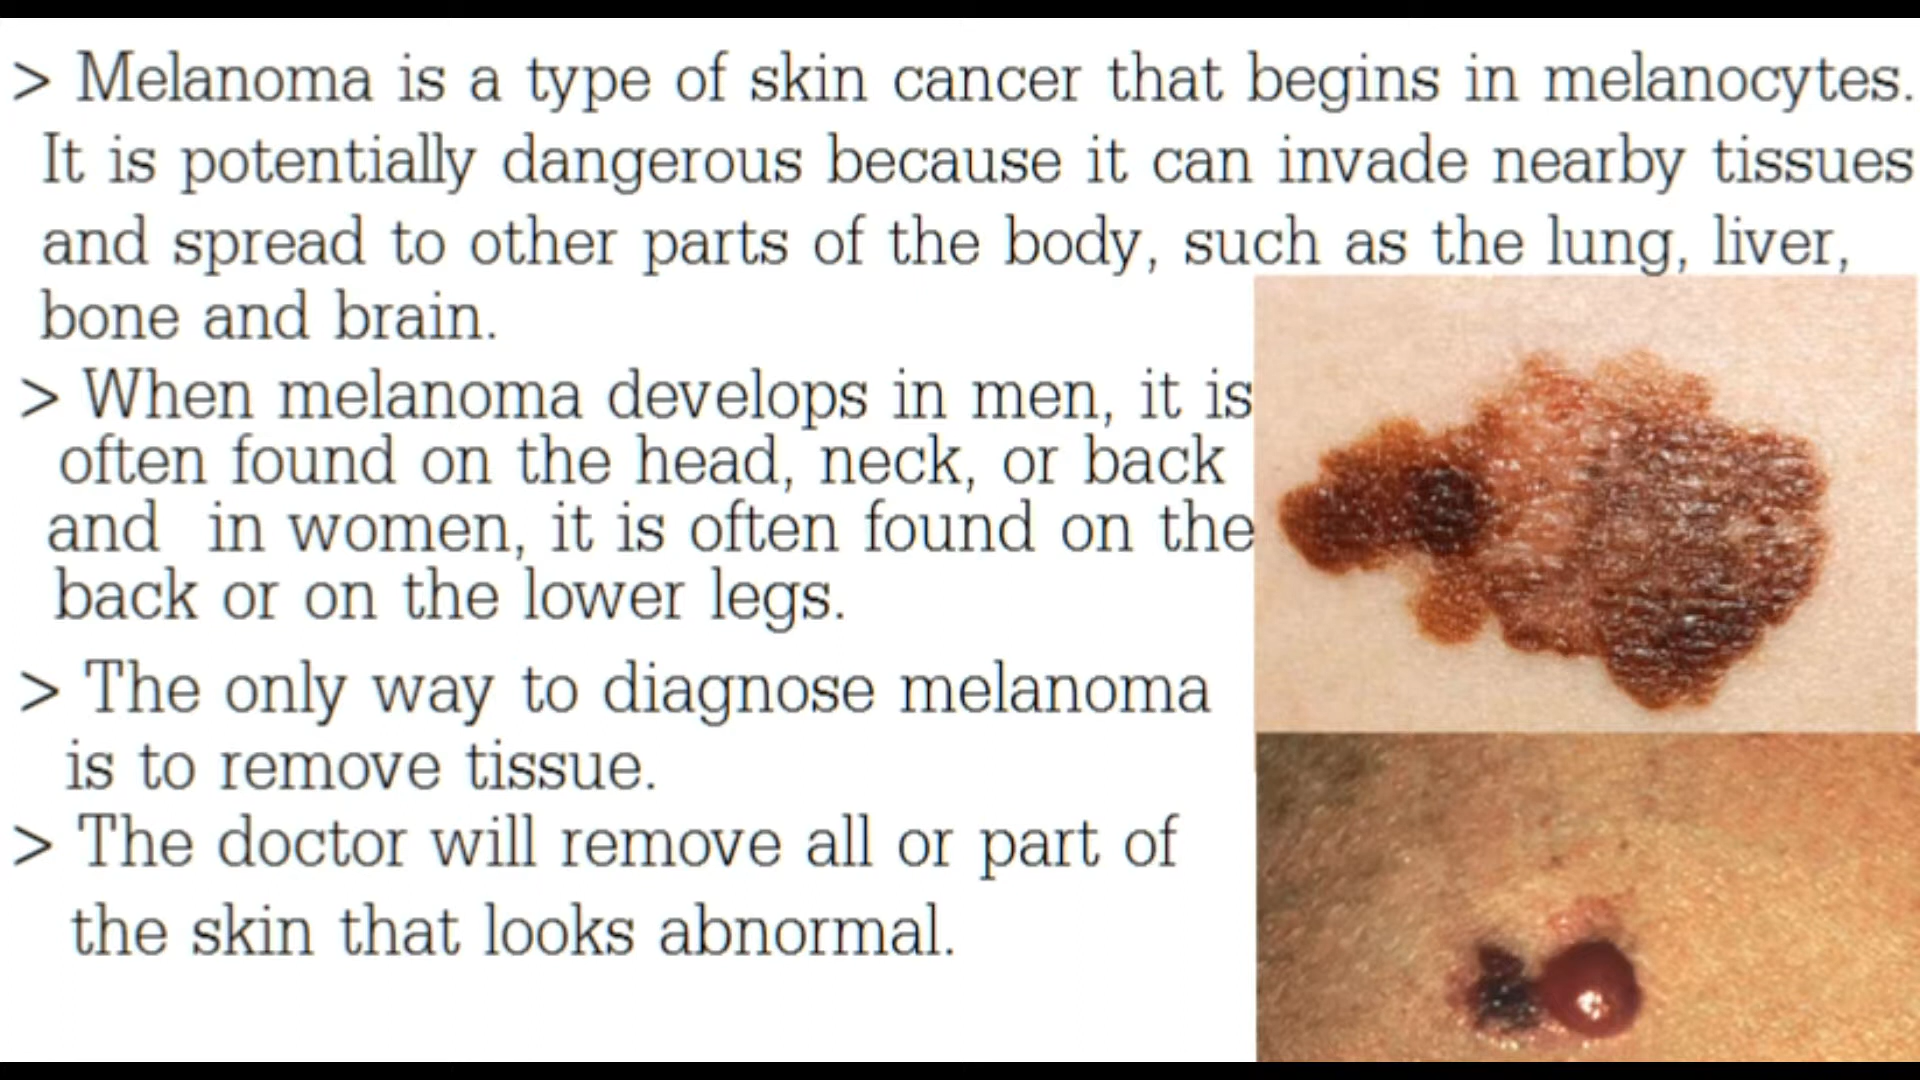 > Melanoma is a type of skin cancer that begins in melanocytes.
It is potentially dangerous because it can invade nearby tissues
and spread to other parts of the body, such as the lung, liver,
bone and brain.
> When melanoma develops in men, it is
often found on the head, neck, or back
and in women, it is often found on the
back or on the lower legs.
> The only way to diagnose melanoma
is to remove tissue.
> The doctor will remove all or part of
the skin that looks abnormal.